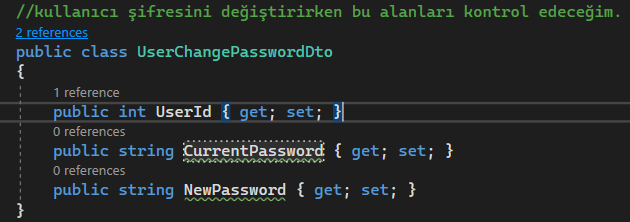 //kullanıcı şifresini değiştirirken bu alanları kontrol edeceğim.
2 references
public class UserChangePasswordDto
{
1 reference
public int UserId { get; set; }
0 references
public string CurrentPassword { get; set; }
0 references
public string NewPassword { get; set; }
}